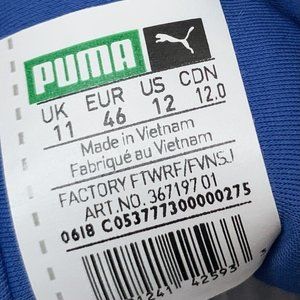 PUMA
UK EUR US CDN
11 46 12 12.0
Made in Vietnam
Fabriqué au Vietnam
FACTORY FTWRF/FVNSJ
ART.NO. 367197 01
0618 C053777300000275